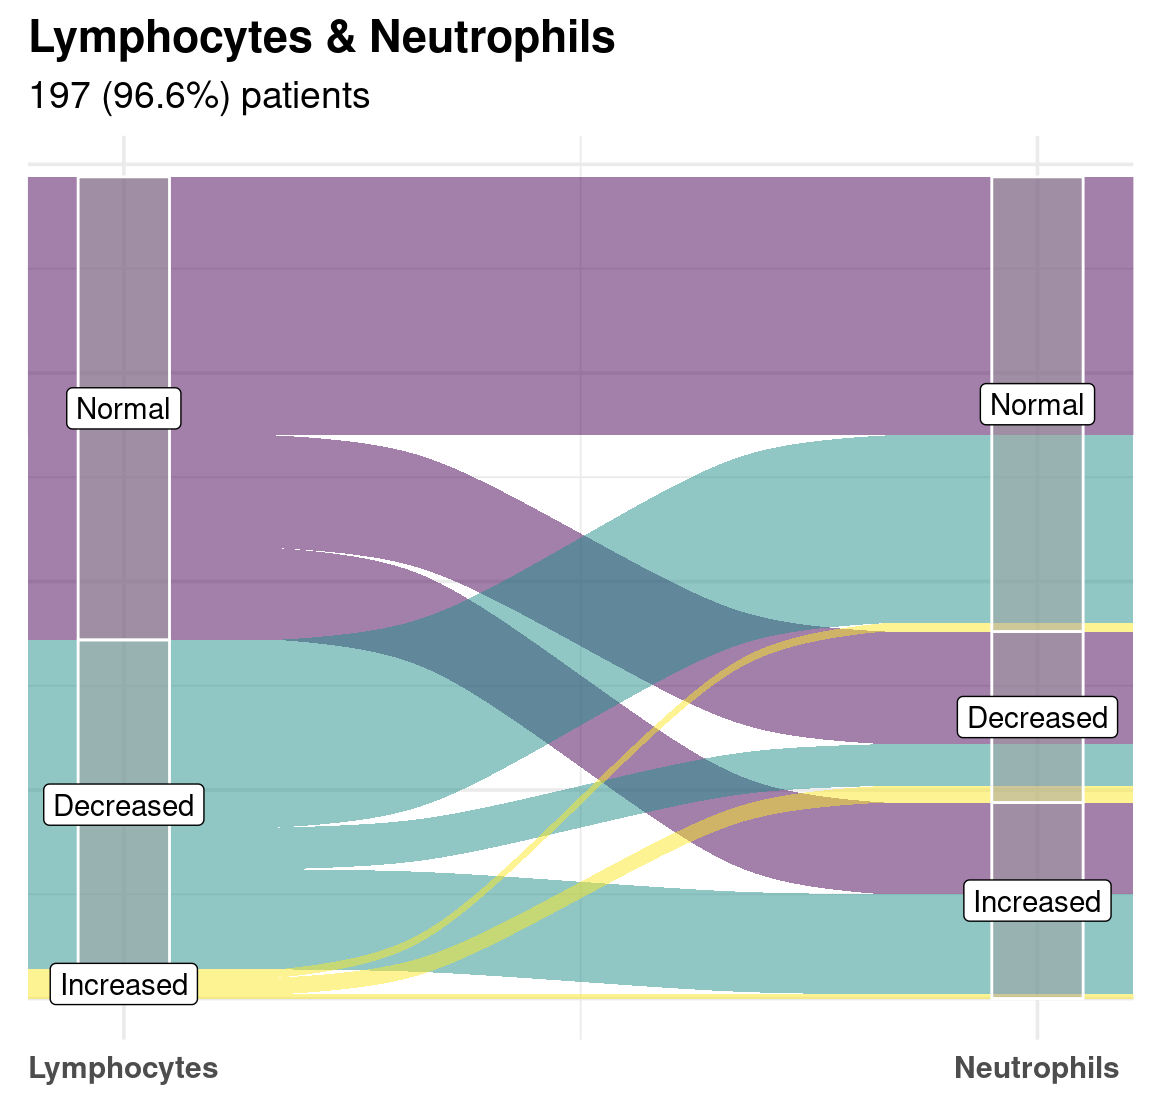 Lymphocytes & Neutrophils
197 (96.6%) patients
Normal
Normal
Decreased
Decreased
Increased
Increased
Lymphocytes
Neutrophils